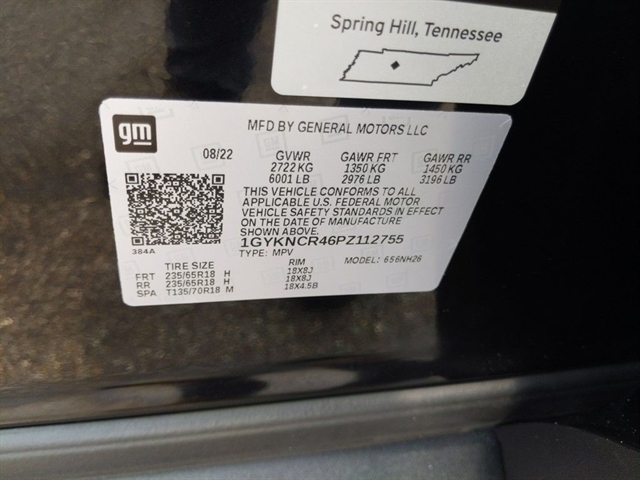 Spring Hill, Tennessee
gm
MFD BY GENERAL MOTORS LLC
08/22 GVWR GAWR FRT GAWR RR
2722 KG 1350 KG 1450 KG
6001 LB 2976 LB 3196 LB
THIS VEHICLE CONFORMS TO ALL
APPLICABLE U.S. FEDERAL MOTOR
VEHICLE SAFETY STANDARDS IN EFFECT
ON THE DATE OF MANUFACTURE
SHOWN ABOVE.
1GYKNCR46PZ112755
TYPE: MPV MODEL: 6S6NH26
384A
TIRE SIZE RIM
FRT 235/65R18 H 18X8J
RR 235/65R18 H 18X8J
SPA T135/70R18 M 18X4.5B